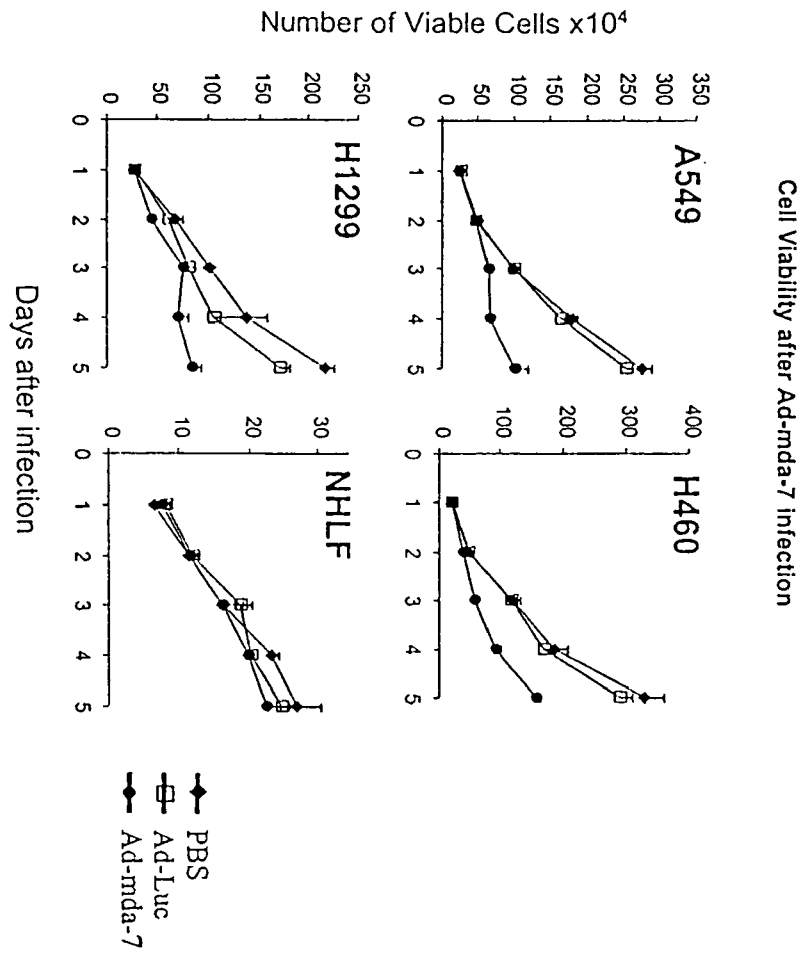 Cell Viability after Ad-mda-7 infection
Number of Viable Cells x10⁴
A549
350
300
250
200
150
100
50
0
0 1 2 3 4 5
H460
400
300
200
100
0
0 1 2 3 4 5
H1299
250
200
150
100
50
0
0 1 2 3 4 5
NHLF
30
20
10
0
0 1 2 3 4 5
Days after infection
PBS
Ad-Luc
Ad-mda-7